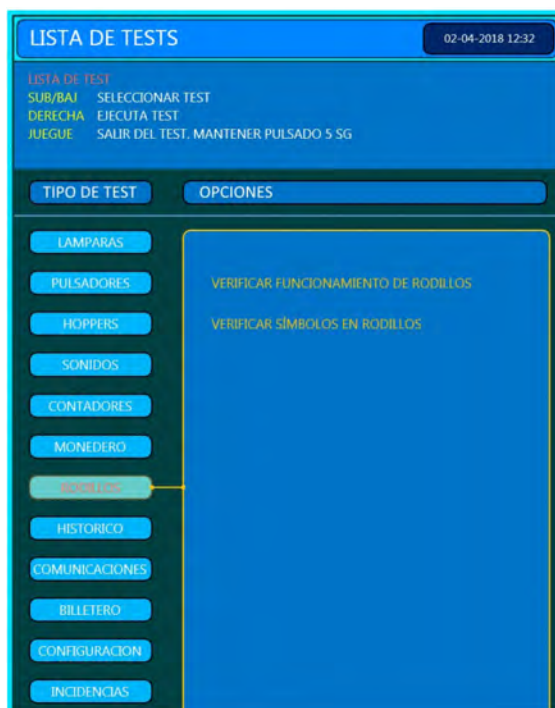 LISTA DE TESTS
02-04-2018 12:32
LISTA DE TEST
SUB/BAJ SELECCIONAR TEST
DERECHA EJECUTA TEST
JUEGUE SALIR DEL TEST. MANTENER PULSADO 5 SG
TIPO DE TEST OPCIONES
LAMPARAS
PULSADORES
VERIFICAR FUNCIONAMIENTO DE RODILLOS
HOPPERS
VERIFICAR SÍMBOLOS EN RODILLOS
SONIDOS
CONTADORES
MONEDERO
RODILLOS
HISTORICO
COMUNICACIONES
BILLETERO
CONFIGURACION
INCIDENCIAS